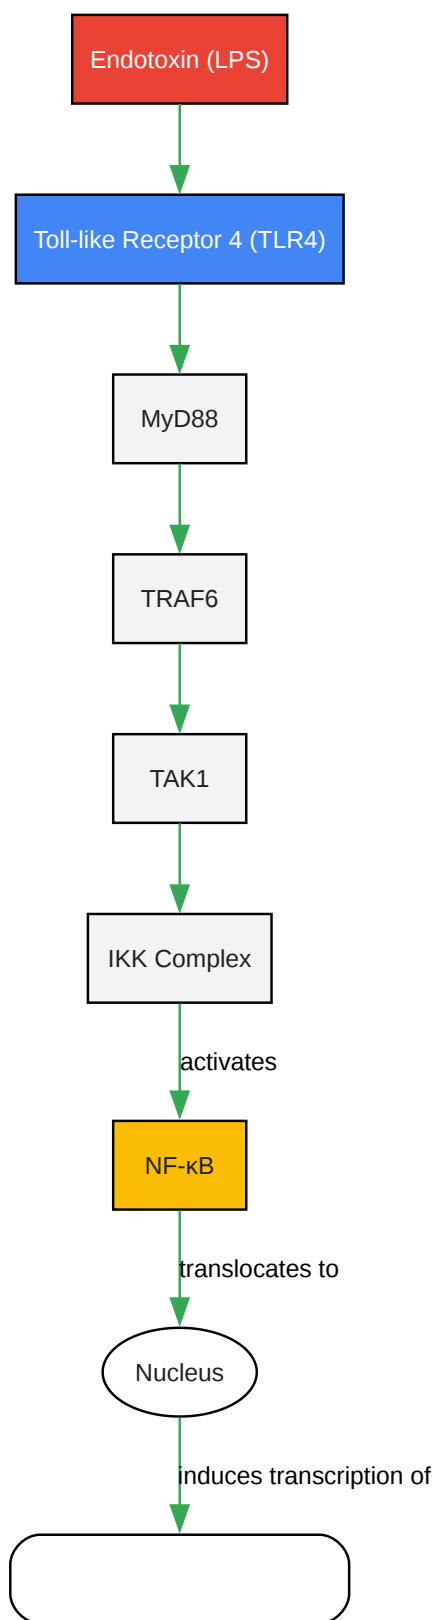 Endotoxin (LPS)
Toll-like Receptor 4 (TLR4)
MyD88
TRAF6
TAK1
IKK Complex
activates
NF-κB
translocates to
Nucleus
induces transcription of